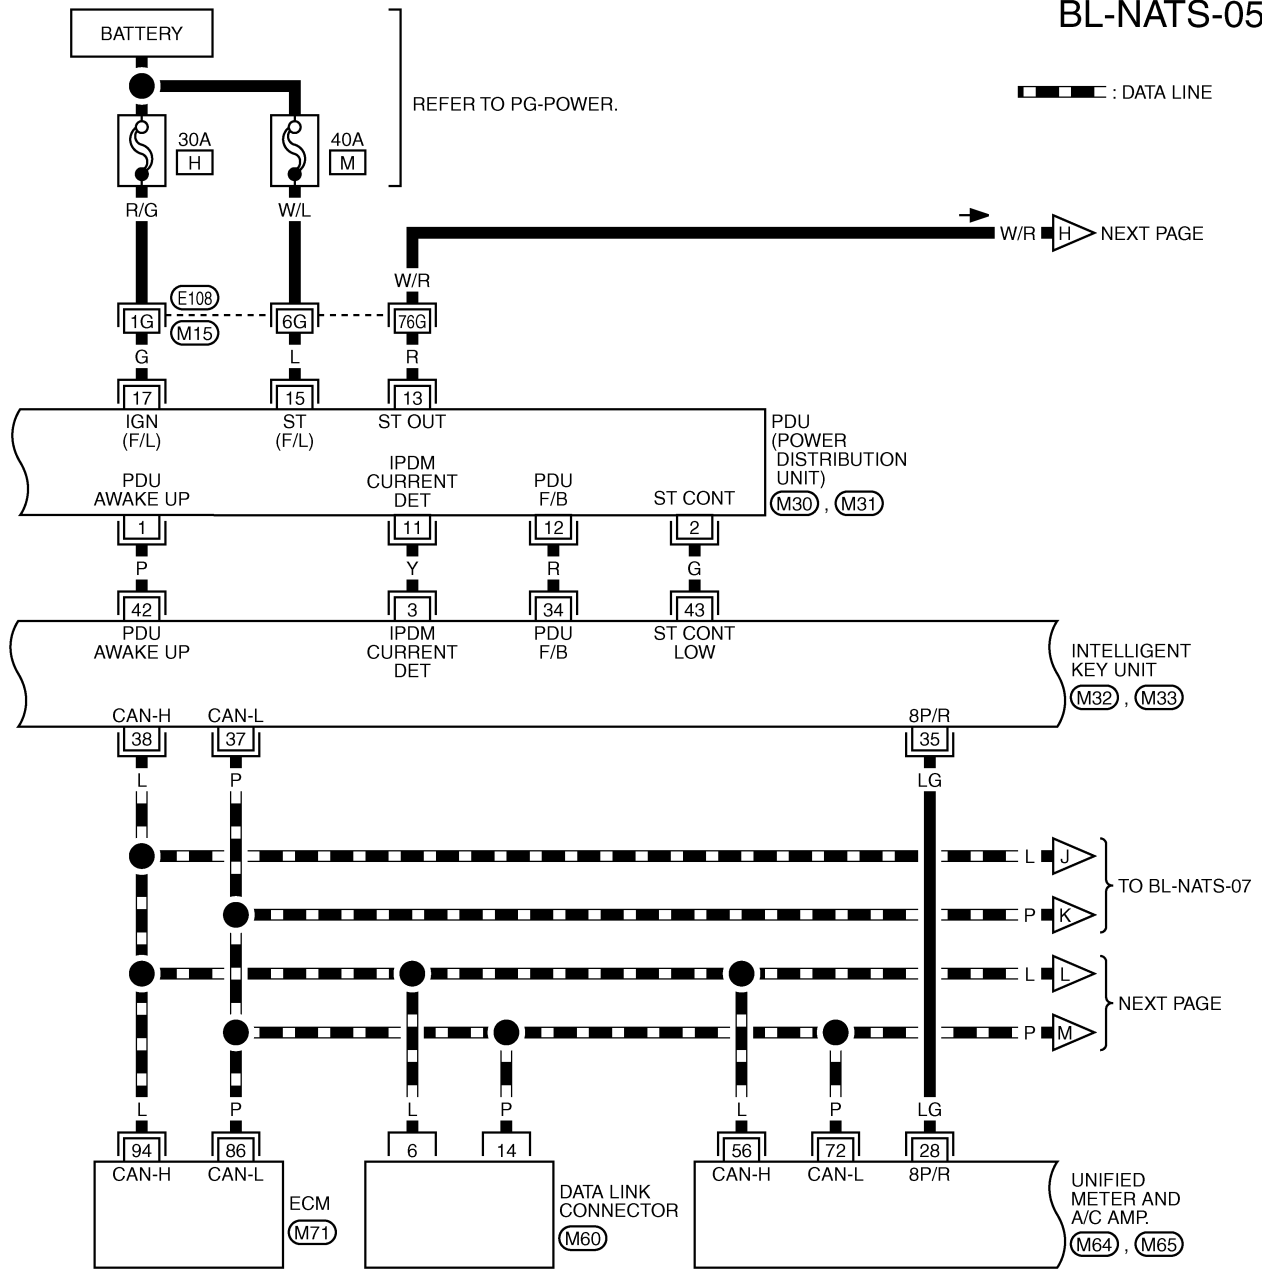 BL-NATS-05
BATTERY
: DATA LINE
REFER TO PG-POWER.
30A
H
40A
M
R/G
W/L
W/R
H
NEXT PAGE
W/R
E108
1G
6G
76G
M15
G
L
R
17
15
13
IGN
(F/L)
ST
(F/L)
ST OUT
PDU
(POWER
DISTRIBUTION
UNIT)
M30 , M31
PDU
AWAKE UP
IPDM
CURRENT
DET
PDU
F/B
ST CONT
1
11
12
2
P
Y
R
G
42
3
34
43
PDU
AWAKE UP
IPDM
CURRENT
DET
PDU
F/B
ST CONT
LOW
INTELLIGENT
KEY UNIT
M32 , M33
CAN-H
CAN-L
8P/R
38
37
35
L
P
LG
L
J
TO BL-NATS-07
P
K
L
L
NEXT PAGE
P
M
L
P
L
P
L
P
LG
94
86
6
14
56
72
28
CAN-H
CAN-L
CAN-H
CAN-L
8P/R
ECM
M71
DATA LINK
CONNECTOR
M60
UNIFIED
METER AND
A/C AMP.
M64 , M65